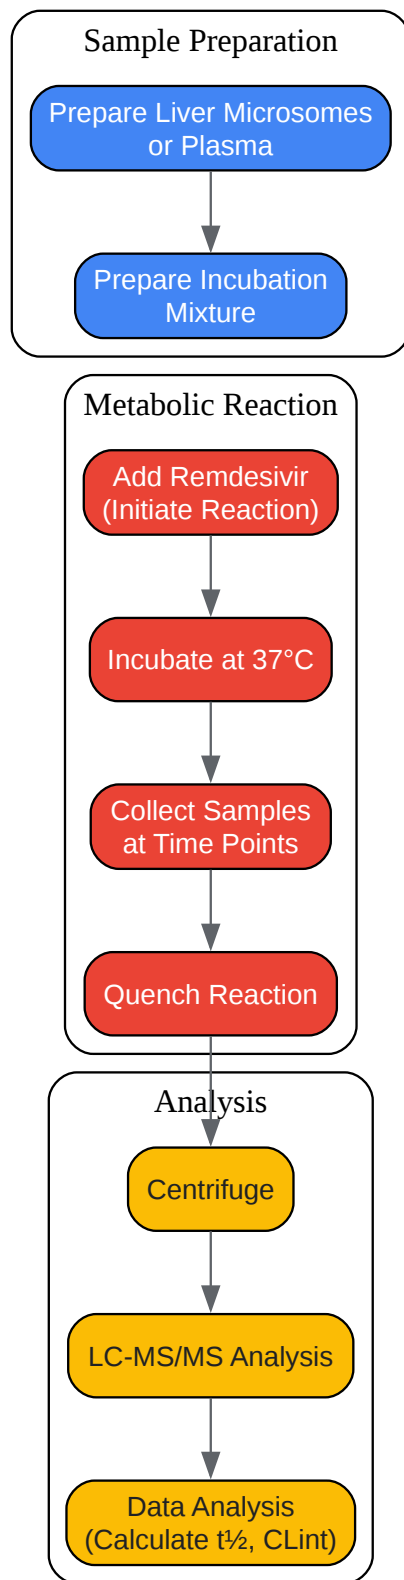 Sample Preparation
Prepare Liver Microsomes
or Plasma
Prepare Incubation
Mixture
Metabolic Reaction
Add Remdesivir
(Initiate Reaction)
Incubate at 37°C
Collect Samples
at Time Points
Quench Reaction
Analysis
Centrifuge
LC-MS/MS Analysis
Data Analysis
(Calculate t½, CLint)